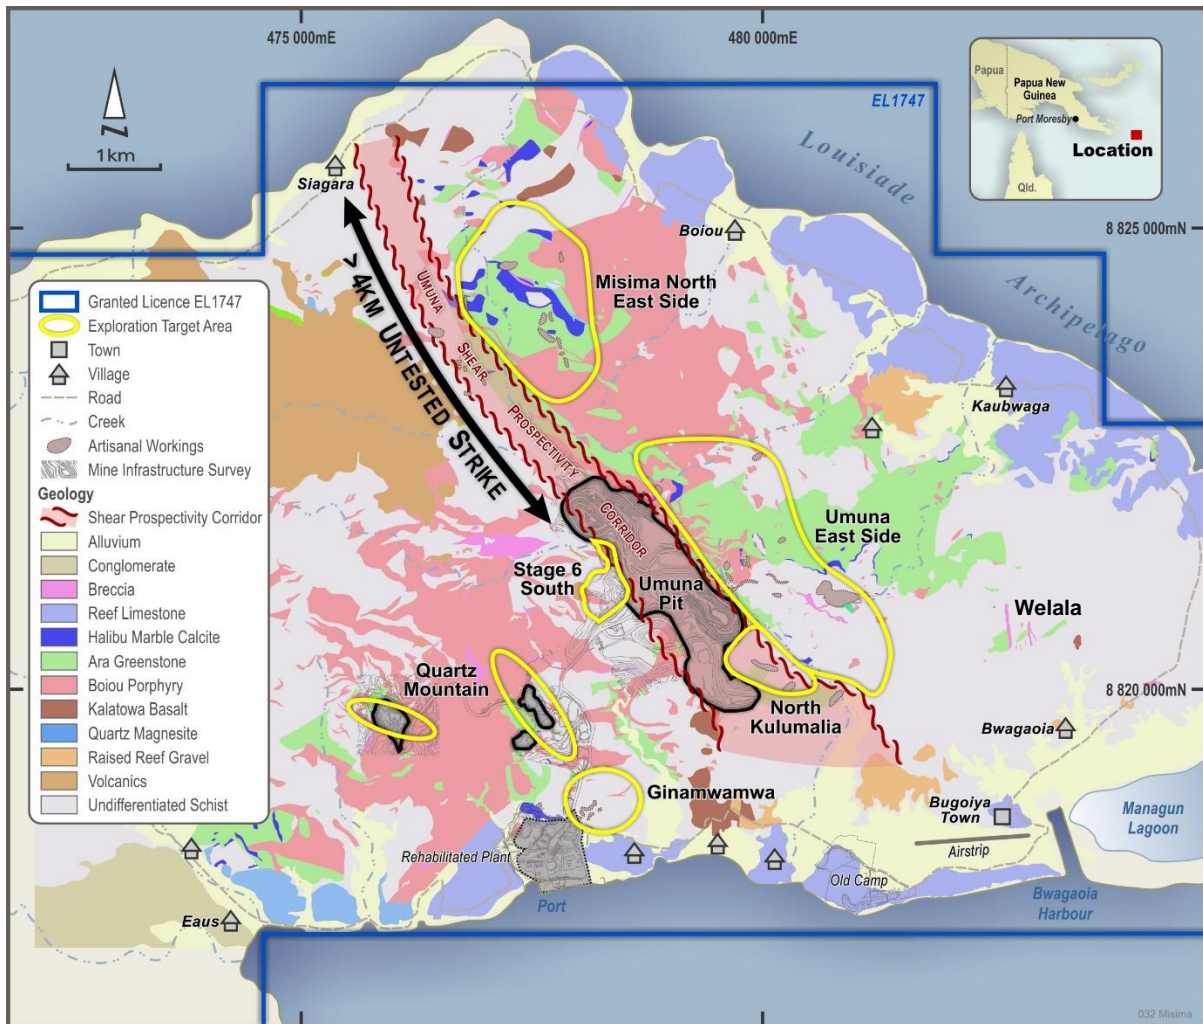 475 000mE
480 000mE
EL1747
Papua
Papua New
Guinea
Port Moresby
Location
Qld.
N
1km
Siagara
Louisiade
Archipelago
Boiou
8 825 000mN
Misima North
East Side
UMUNA
SHEAR
PROSPECTIVITY
CORRIDOR
> 4KM UNTESTED STRIKE
Granted Licence EL1747
Exploration Target Area
Town
Village
Road
Creek
Artisanal Workings
Mine Infrastructure Survey
Geology
Shear Prospectivity Corridor
Alluvium
Conglomerate
Breccia
Reef Limestone
Halibu Marble Calcite
Ara Greenstone
Boiou Porphyry
Kalatowa Basalt
Quartz Magnesite
Raised Reef Gravel
Volcanics
Undifferentiated Schist
Kaubwaga
Umuna
East Side
Stage 6
South
Umuna
Pit
Welala
Quartz
Mountain
North
Kulumalia
8 820 000mN
Bwagaoia
Ginamwamwa
Bugoiya
Town
Managun
Lagoon
Airstrip
Rehabilitated Plant
Old Camp
Port
Bwagaoia
Harbour
Eaus
032 Misima